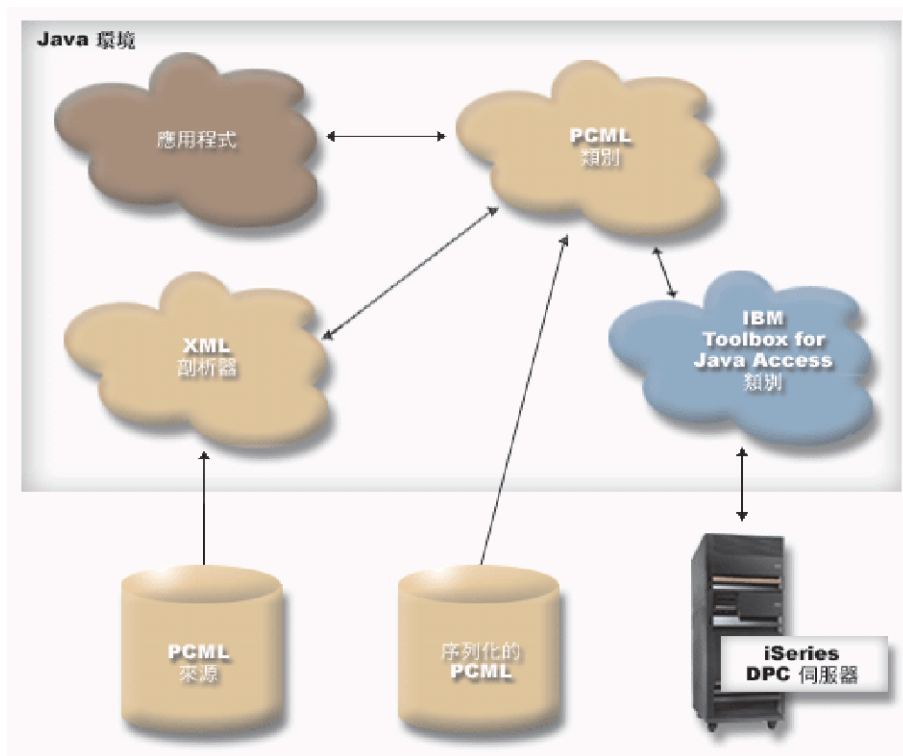 Java 環境
應用程式
PCML
類別
XML
剖析器
IBM
Toolbox for
Java Access
類別
PCML
來源
序列化的
PCML
iSeries
DPC 伺服器